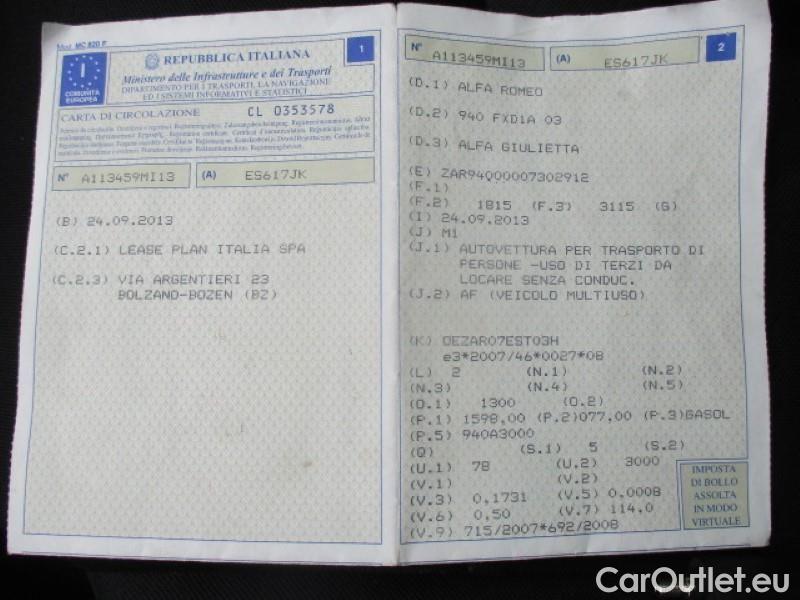 Mod. MC 820 F
I
COMUNITÀ
EUROPEA
REPUBBLICA ITALIANA
1
Ministero delle Infrastrutture e dei Trasporti
DIPARTIMENTO PER I TRASPORTI, LA NAVIGAZIONE
ED I SISTEMI INFORMATIVI E STATISTICI
CARTA DI CIRCOLAZIONE CL 0353578
N° A113459MI13 (A) ES617JK
(B) 24.09.2013
(C.2.1) LEASE PLAN ITALIA SPA
(C.2.3) VIA ARGENTIERI 23
BOLZANO-BOZEN (BZ)
N° A113459MI13 (A) ES617JK
2
(D.1) ALFA ROMEO
(D.2) 940 FXD1A 03
(D.3) ALFA GIULIETTA
(E) ZAR94000007302912
(F.1)
(F.2) 1815 (F.3) 3115 (G)
(I) 24.09.2013
(J) M1
(J.1) AUTOVETTURA PER TRASPORTO DI
PERSONE -USO DI TERZI DA
LOCARE SENZA CONDUC.
(J.2) AF (VEICOLO MULTIUSO)
(K) OEZAR07EST03H
e3*2007/46*0027*08
(L) 2 (N.1) (N.2)
(N.3) (N.4) (N.5)
(O.1) 1300 (O.2)
(P.1) 1598,00 (P.2)077,00 (P.3)GASOL
(P.5) 940A3000
(Q) (S.1) 5 (S.2)
(U.1) 78 (U.2) 3000
(V.1) (V.2)
(V.3) 0,1731 (V.5) 0,0008
(V.6) 0,50 (V.7) 114,0
(V.9) 715/2007*692/2008
IMPOSTA
DI BOLLO
ASSOLTA
IN MODO
VIRTUALE
CarOutlet.eu